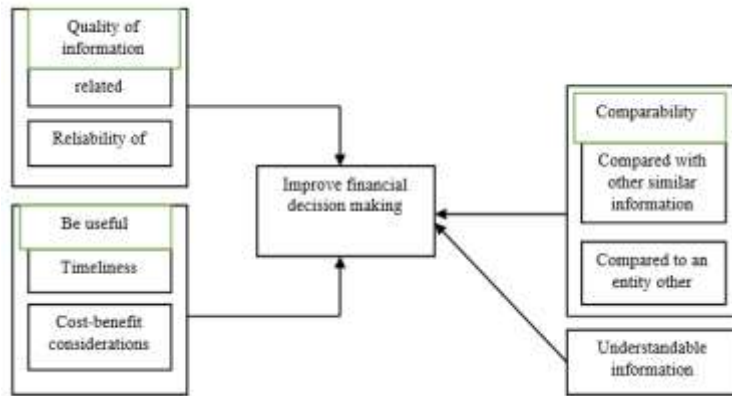 Quality of
information
related
Reliability of
Be useful
Timeliness
Cost-benefit
considerations
Improve financial
decision making
Comparability
Compared with
other similar
information
Compared to an
entity other
Understandable
information